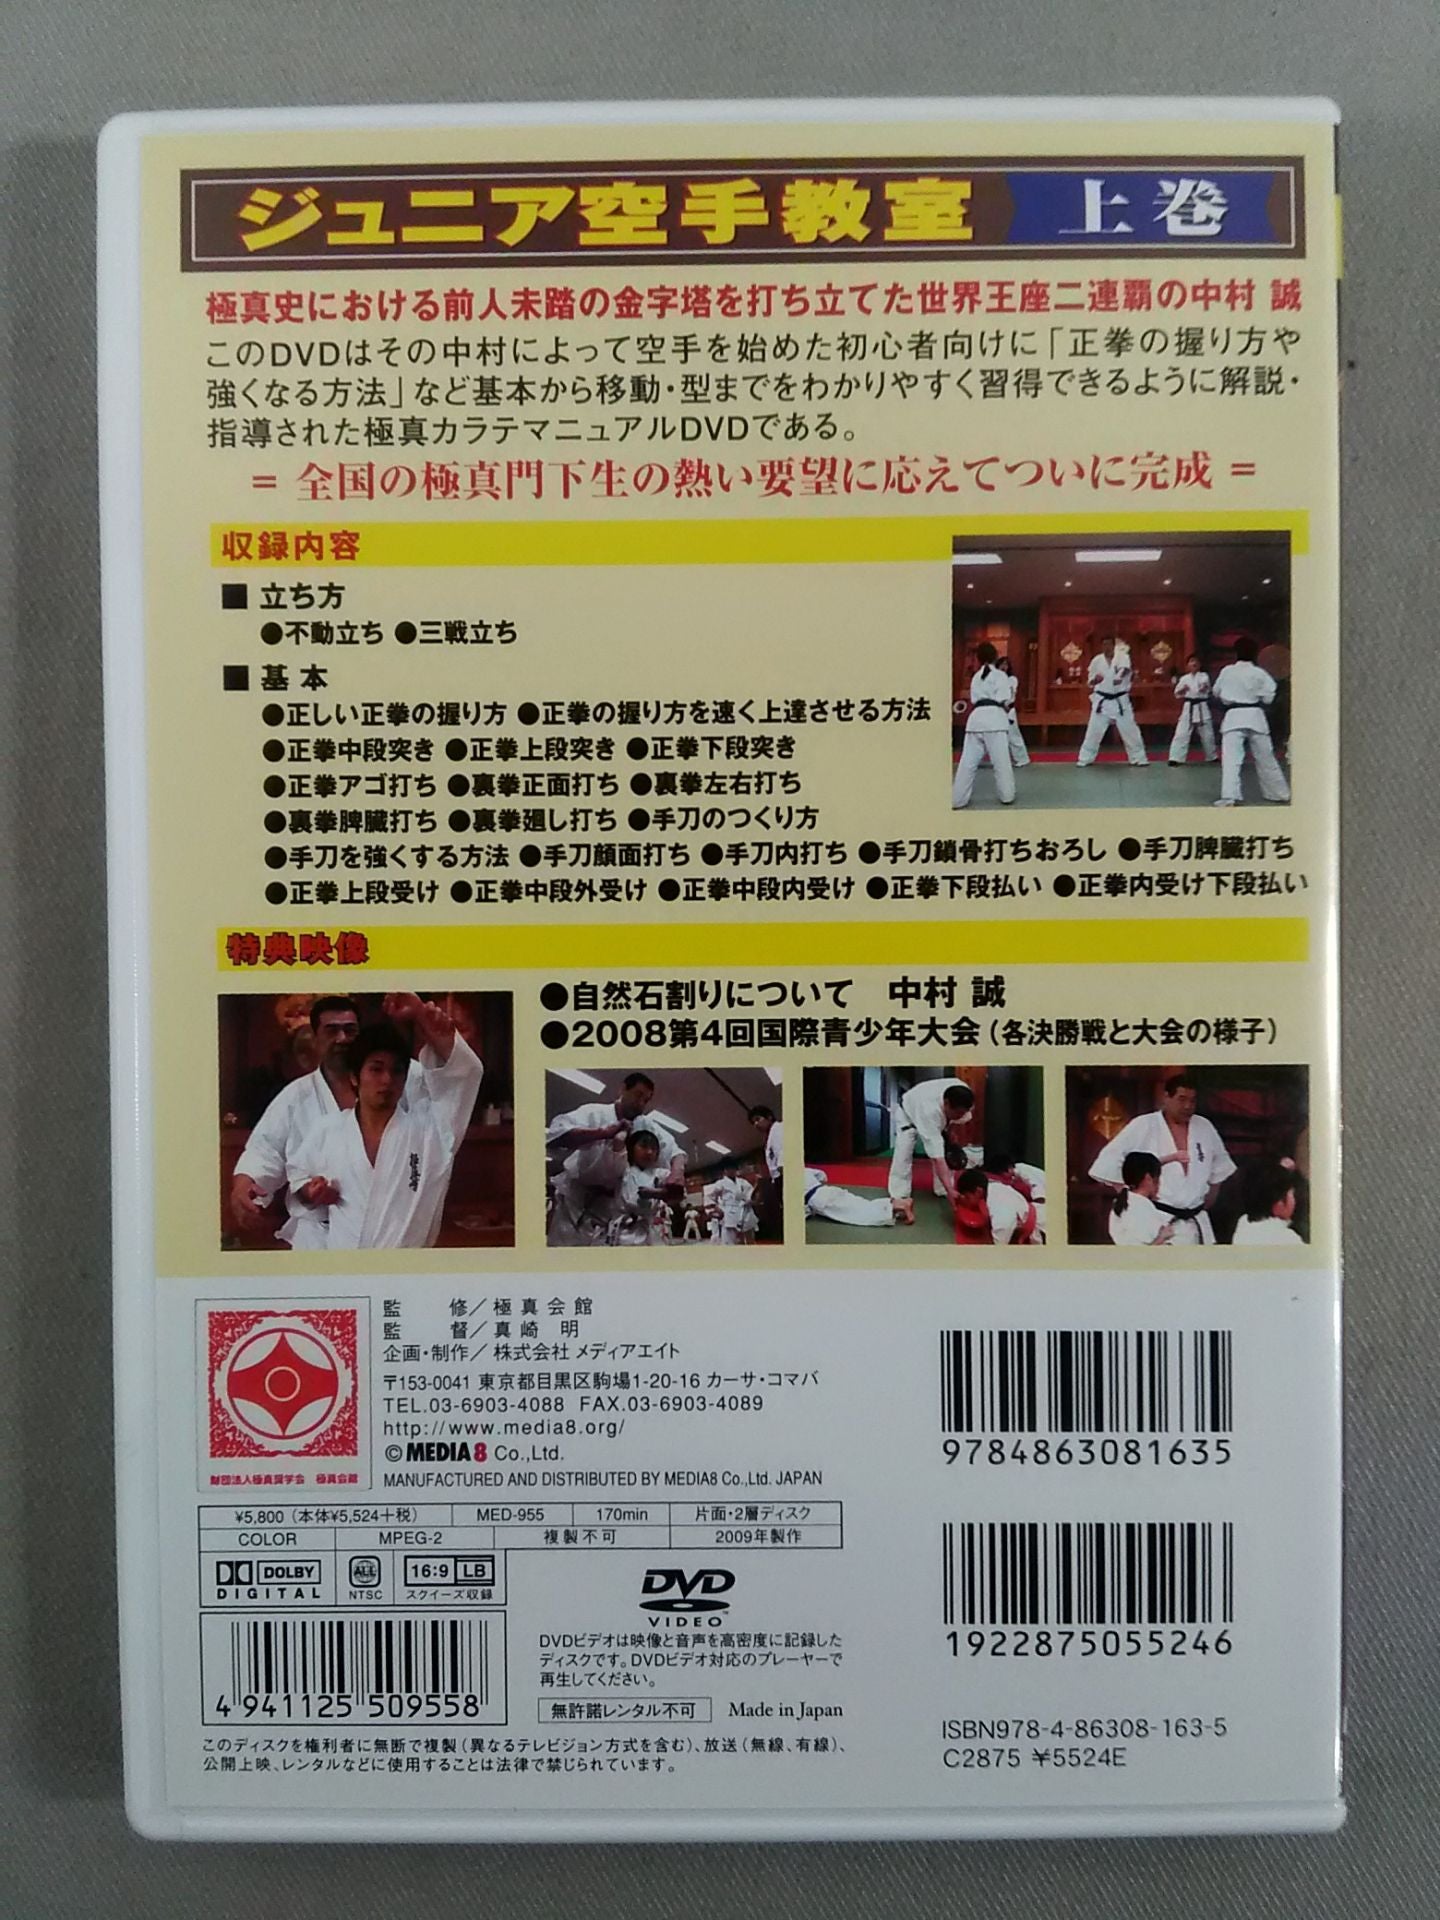 ジュニア空手教室 上巻
極真史における前人未踏の金字塔を打ち立てた世界王座二連覇の中村 誠
このDVDはその中村によって空手を始めた初心者向けに「正拳の握り方や
強くなる方法」など基本から移動・型までをわかりやすく習得できるように解説・
指導された極真カラテマニュアルDVDである。
= 全国の極真門下生の熱い要望に応えてついに完成 =
収録内容
■ 立ち方
●不動立ち ●三戦立ち
■ 基 本
●正しい正拳の握り方 ●正拳の握り方を速く上達させる方法
●正拳中段突き ●正拳上段突き ●正拳下段突き
●正拳アゴ打ち ●裏拳正面打ち ●裏拳左右打ち
●裏拳脾臓打ち ●裏拳廻し打ち ●手刀のつくり方
●手刀を強くする方法 ●手刀顔面打ち ●手刀内打ち ●手刀鎖骨打ちおろし ●手刀脾臓打ち
●正拳上段受け ●正拳中段外受け ●正拳中段内受け ●正拳下段払い ●正拳内受け下段払い
特典映像
●自然石割りについて 中村 誠
●2008第4回国際青少年大会(各決勝戦と大会の様子)
監 修/極真会館
監 督/真崎 明
企画・制作/株式会社 メディアエイト
〒153-0041 東京都目黒区駒場1-20-16 カーサ・コマバ
TEL.03-6903-4088 FAX.03-6903-4089
http://www.media8.org/
© MEDIA8 Co.,Ltd.
MANUFACTURED AND DISTRIBUTED BY MEDIA8 Co.,Ltd. JAPAN
財団法人極真奨学会 極真会館
¥5,800(本体¥5,524+税) MED-955 170min 片面・2層ディスク
COLOR MPEG-2 複製不可 2009年製作
DOLBY DIGITAL ALL NTSC 16:9 LB スクイーズ収録
4 941125 509558
DVD VIDEO™
DVDビデオは映像と音声を高密度に記録した
ディスクです。DVDビデオ対応のプレーヤーで
再生してください。
無許諾レンタル不可 Made in Japan
このディスクを権利者に無断で複製(異なるテレビジョン方式を含む)、放送(無線、有線)、
公開上映、レンタルなどに使用することは法律で禁じられています。
9784863081635
1922875055246
ISBN978-4-86308-163-5
C2875 ¥5524E